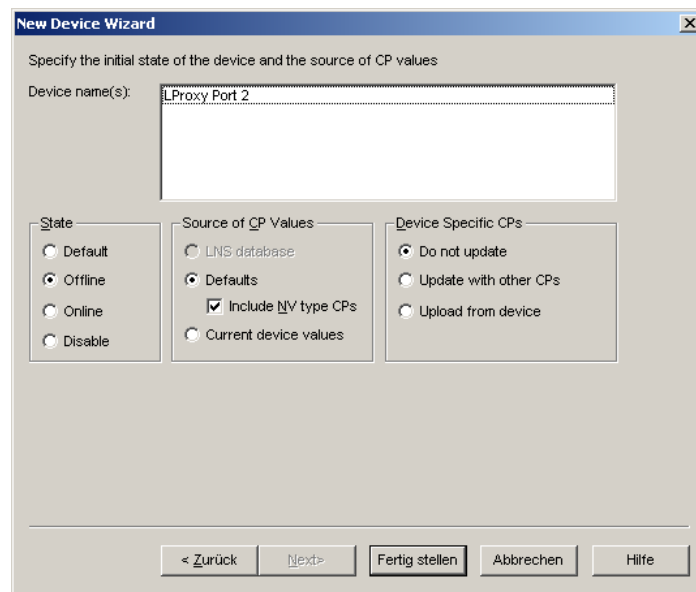 New Device Wizard
Specify the initial state of the device and the source of CP values
Device name(s):
LProxy Port 2
State
Default
Offline
Online
Disable
Source of CP Values
LNS database
Defaults
Include NV type CPs
Current device values
Device Specific CPs
Do not update
Update with other CPs
Upload from device
< Zurück
Next>
Fertig stellen
Abbrechen
Hilfe